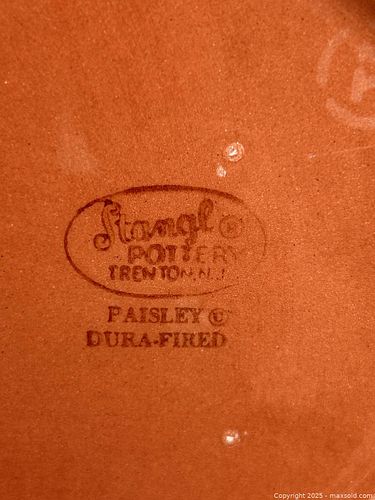 Stangl ®
POTTERY
TRENTON, N.J.
PAISLEY ©
DURA-FIRED
Copyright 2025 - maxsold.com